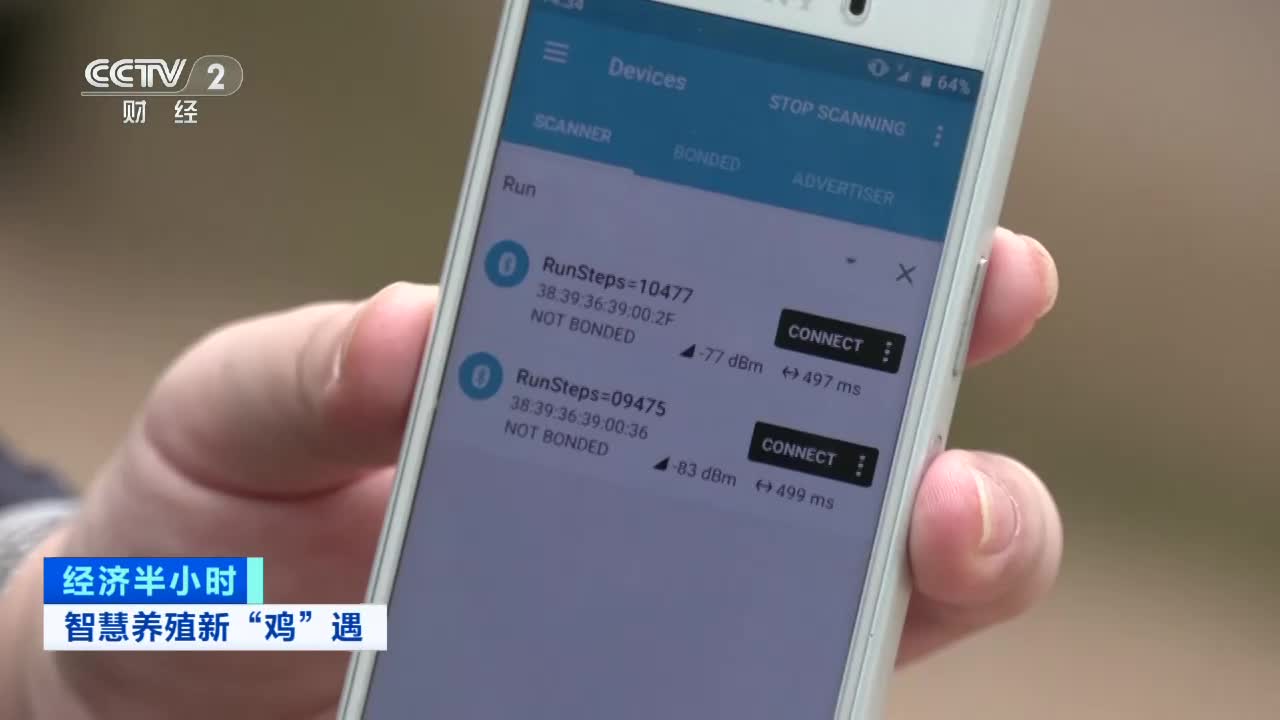 CCTV 2
财 经
64%
Devices
STOP SCANNING
SCANNER
BONDED
ADVERTISER
Run
RunSteps=10477
38:39:36:39:00:2F
NOT BONDED
-77 dBm
497 ms
CONNECT
RunSteps=09475
38:39:36:39:00:36
NOT BONDED
-83 dBm
499 ms
CONNECT
经济半小时
智慧养殖新“鸡”遇